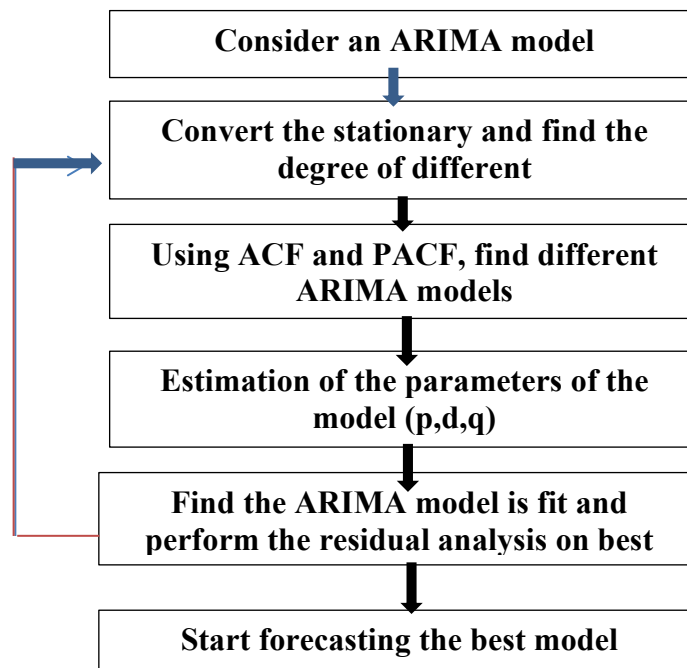 Consider an ARIMA model
Convert the stationary and find the
degree of different
Using ACF and PACF, find different
ARIMA models
Estimation of the parameters of the
model (p,d,q)
Find the ARIMA model is fit and
perform the residual analysis on best
Start forecasting the best model